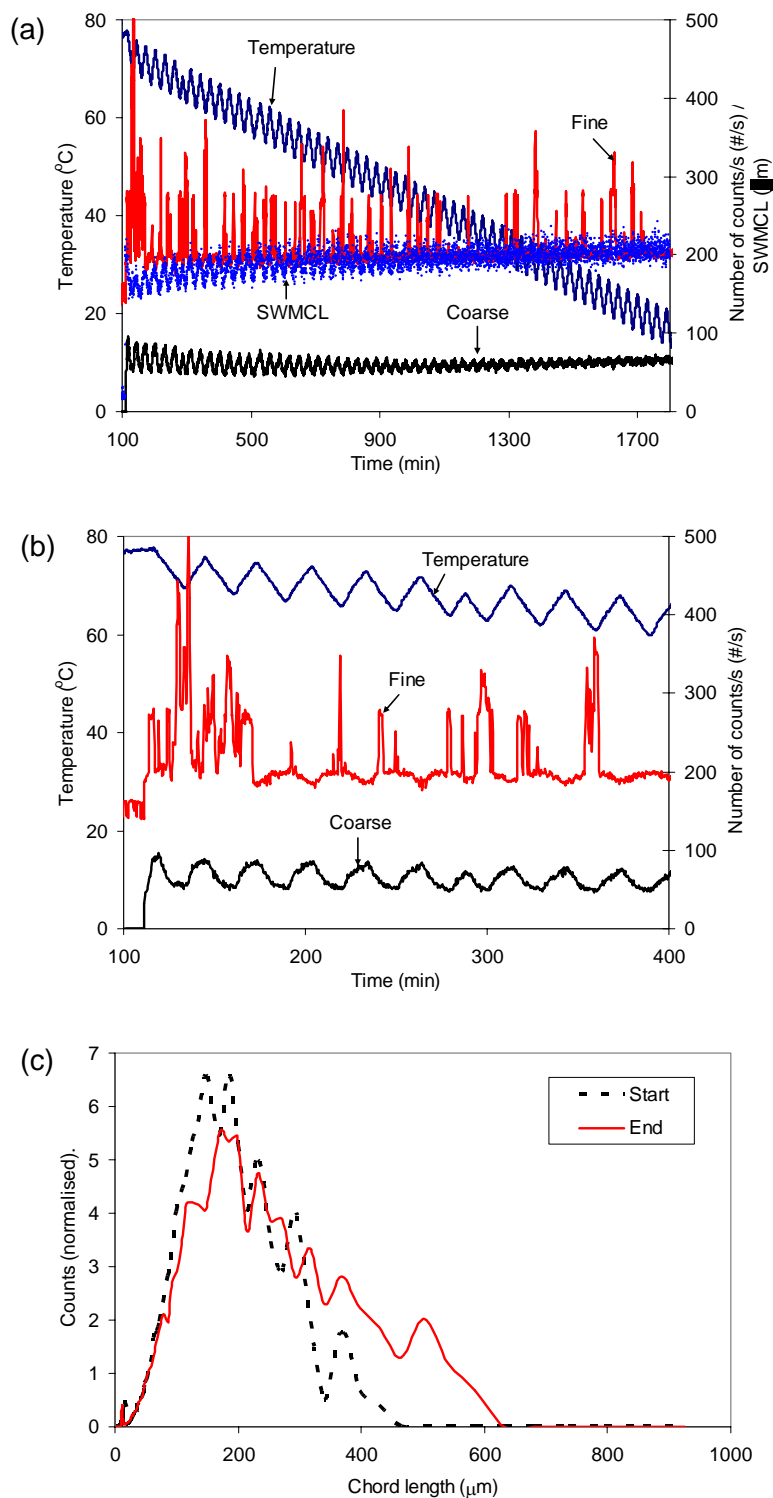 (a)
80
60
40
20
0
500
400
300
200
100
0
Temperature (⁰C)
Number of counts/s (#/s) /
SWMCL (m)
Temperature
Fine
SWMCL
Coarse
100
500
900
1300
1700
Time (min)
(b)
80
60
40
20
0
500
400
300
200
100
0
Temperature (⁰C)
Number of counts/s (#/s)
Temperature
Fine
Coarse
100
200
300
400
Time (min)
(c)
7
6
5
4
3
2
1
0
Counts (normalised).
Start
End
0
200
400
600
800
1000
Chord length (μm)